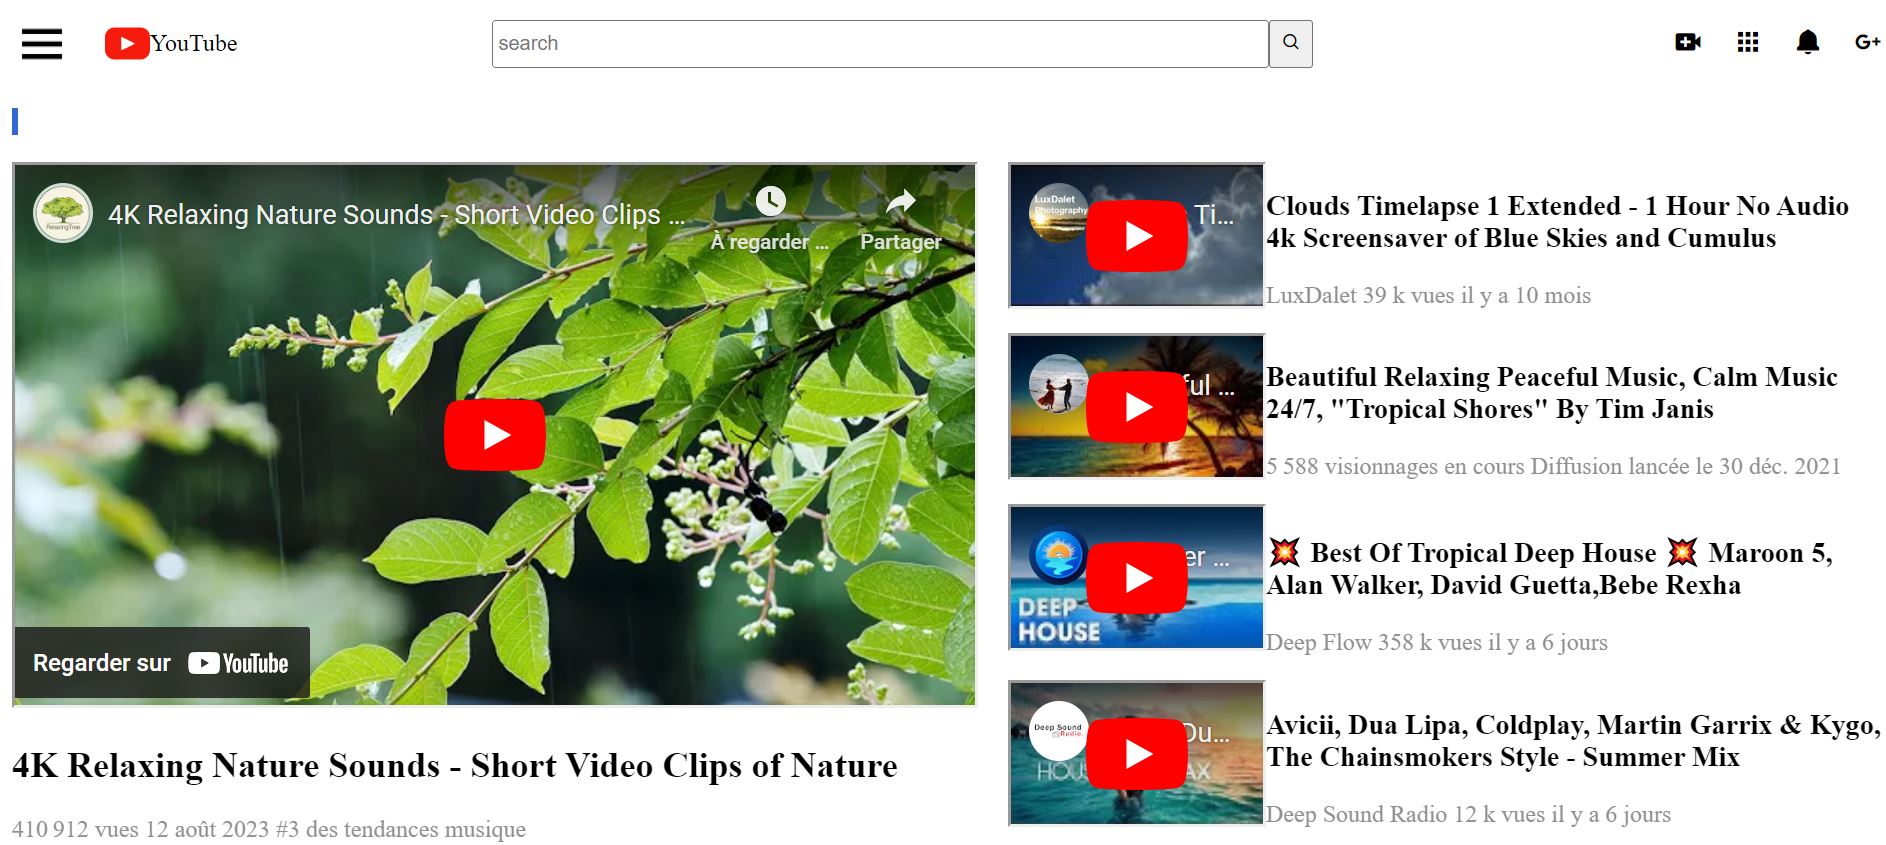 YouTube
search
G+
RelaxingTree
4K Relaxing Nature Sounds - Short Video Clips ...
À regarder ...
Partager
Regarder sur YouTube
4K Relaxing Nature Sounds - Short Video Clips of Nature
410 912 vues 12 août 2023 #3 des tendances musique
LuxDalet
Photography
Ti...
Clouds Timelapse 1 Extended - 1 Hour No Audio
4k Screensaver of Blue Skies and Cumulus
LuxDalet 39 k vues il y a 10 mois
ful ...
Beautiful Relaxing Peaceful Music, Calm Music
24/7, "Tropical Shores" By Tim Janis
5 588 visionnages en cours Diffusion lancée le 30 déc. 2021
er ...
DEEP
HOUSE
💥 Best Of Tropical Deep House 💥 Maroon 5,
Alan Walker, David Guetta,Bebe Rexha
Deep Flow 358 k vues il y a 6 jours
Deep Sound
Radio
Du...
HOU AX
Avicii, Dua Lipa, Coldplay, Martin Garrix & Kygo,
The Chainsmokers Style - Summer Mix
Deep Sound Radio 12 k vues il y a 6 jours